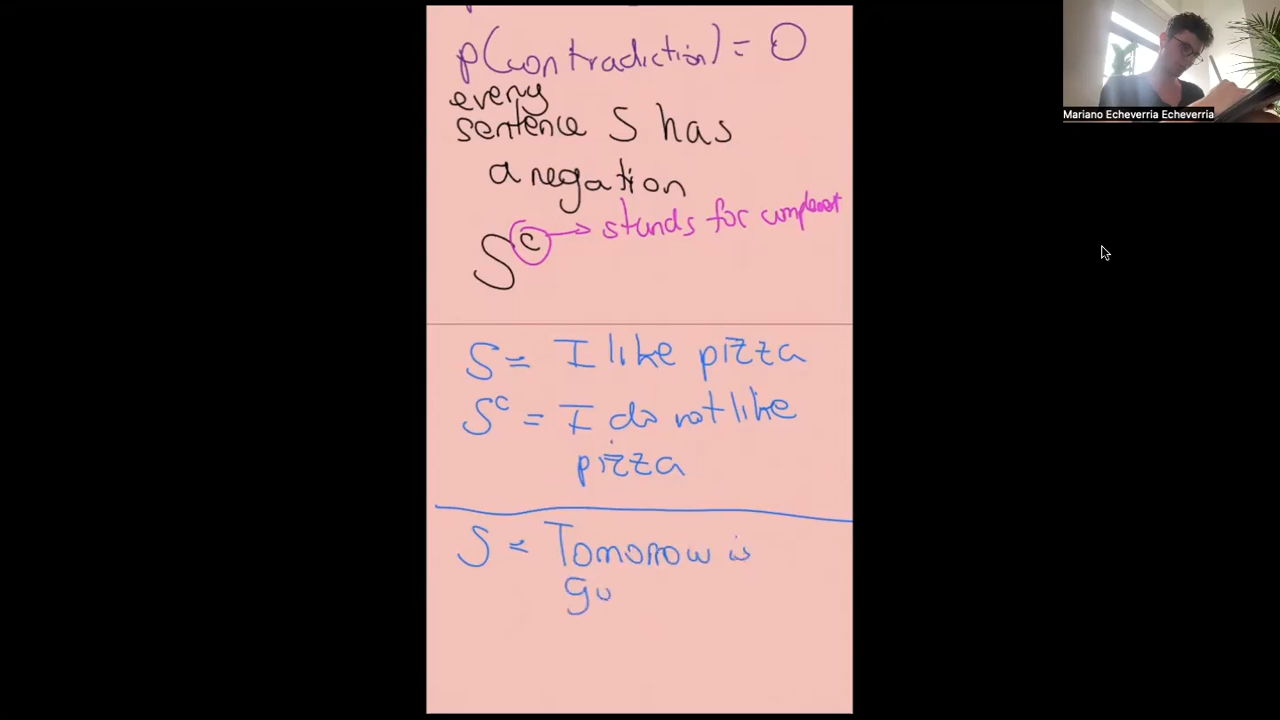 p(contradiction) = 0
every
sentence S has
a negation
S^c → stands for complement
S = I like pizza
S^c = I do not like
pizza
S = Tomorrow is
go
Mariano Echeverria Echeverria